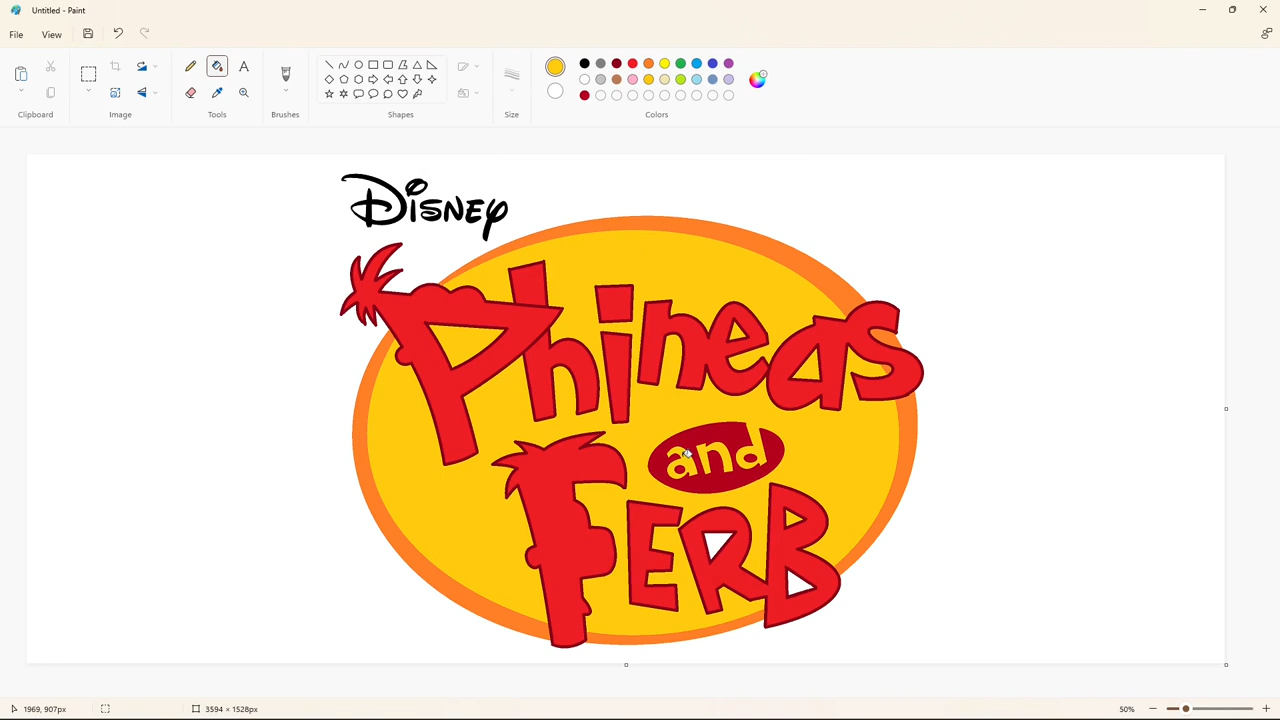 Untitled - Paint
File
View
Clipboard
Image
Tools
Brushes
Shapes
Size
Colors
Disney
Phineas
and
FERB
1969, 907px
3594 × 1528px
50%